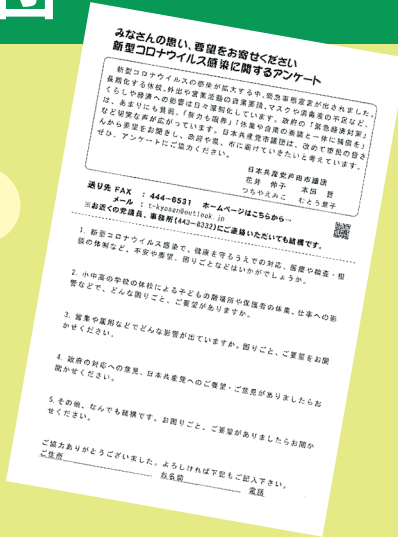 みなさんの思い、要望をお寄せください
新型コロナウイルス感染に関するアンケート
新型コロナウイルスの感染が拡大する中、緊急事態宣言が出されました。
長期化する休校、外出や営業活動の自粛要請、マスクや消毒液の不足など、
くらしや経済への影響は日々深刻になっています。政府の「緊急経済対策」
は、あまりにも貧弱。「努力も限界」「休業や自粛の要請と一体に補償を」
など切実な声が広がっています。日本共産党市議団は、改めて市民の皆さ
んから要望をお聞きし、政府や県、市に届けていきたいと考えています。
ぜひ、アンケートにご協力ください。
日本共産党戸田市議団
花井 伸子 本田 哲
つちやえみこ むとう葉子
送り先 FAX : 444-6531 ホームページはこちらから→
メール : t-kyosan@outlook.jp
※お近くの党議員、事務所(443-8332)にご連絡いただいても結構です。
1. 新型コロナウイルス感染で、健康を守るうえでの対応、医療や検査・相
談の体制など、不安や要望、困りごとなどはいかがでしょうか。
2. 小中高の学校の休校による子どもの居場所や保護者の休業、仕事への影
響などで、どんな困りごと、ご要望がありますか。
3. 営業や雇用などでどんな影響が出ていますか。困りごと、ご要望をお聞
かせください。
4. 政府の対応への意見、日本共産党へのご要望・ご意見がありましたらお
聞かせください。
5. その他、なんでも結構です。お困りごと、ご要望がありましたらお聞か
せください。
ご協力ありがとうございました。よろしければ下記もご記入下さい。
ご住所 お名前 電話